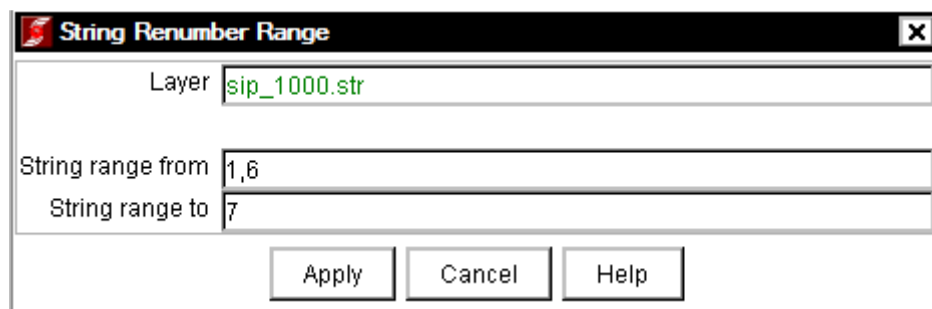 String Renumber Range
Layer sip_1000.str
String range from 1,6
String range to 7
Apply Cancel Help